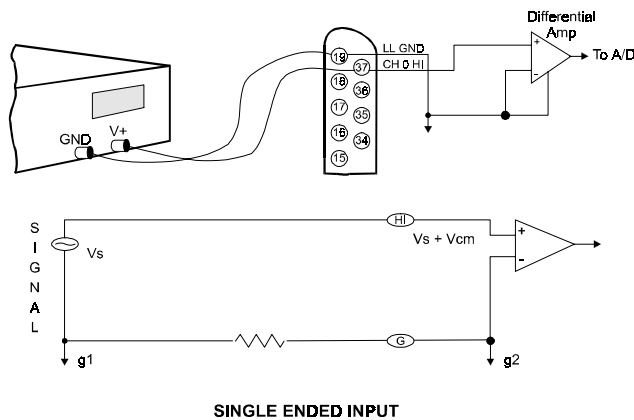 Differential
Amp
LL GND
CH 0 HI
To A/D
+
-
19
37
18
36
17
35
16
34
15
GND
V+
SIGNAL
Vs
HI
Vs + Vcm
+
-
G
g1
g2
SINGLE ENDED INPUT